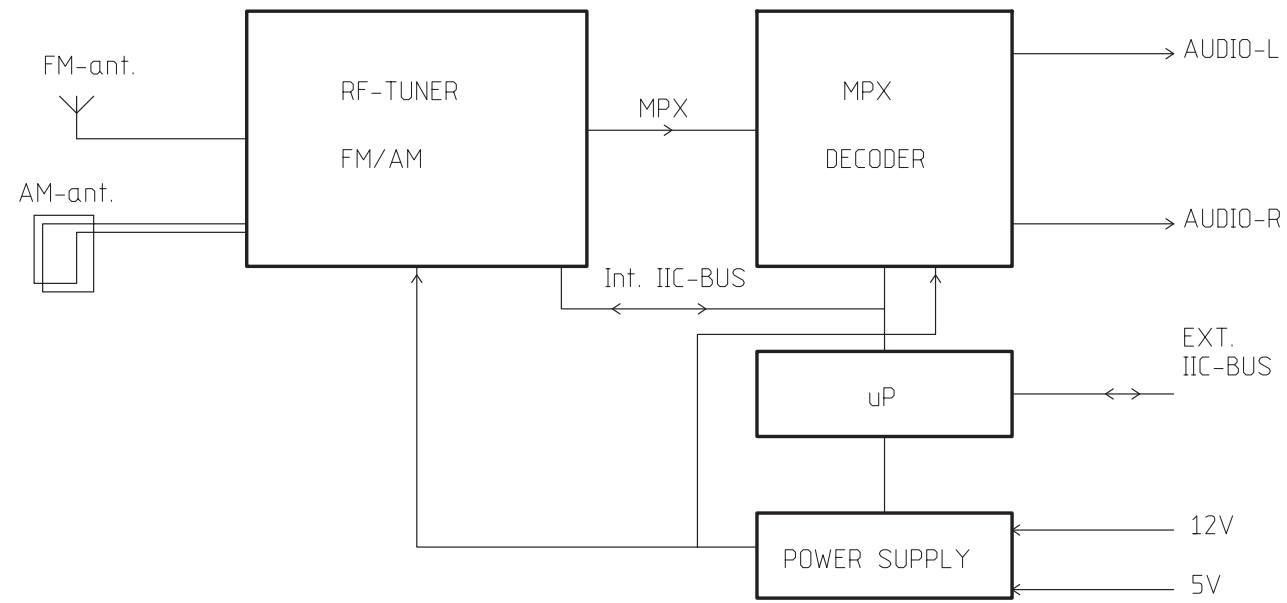 FM-ant.
RF-TUNER
FM/AM
AM-ant.
MPX
MPX
DECODER
AUDIO-L
AUDIO-R
Int. IIC-BUS
EXT.
IIC-BUS
uP
POWER SUPPLY
12V
5V